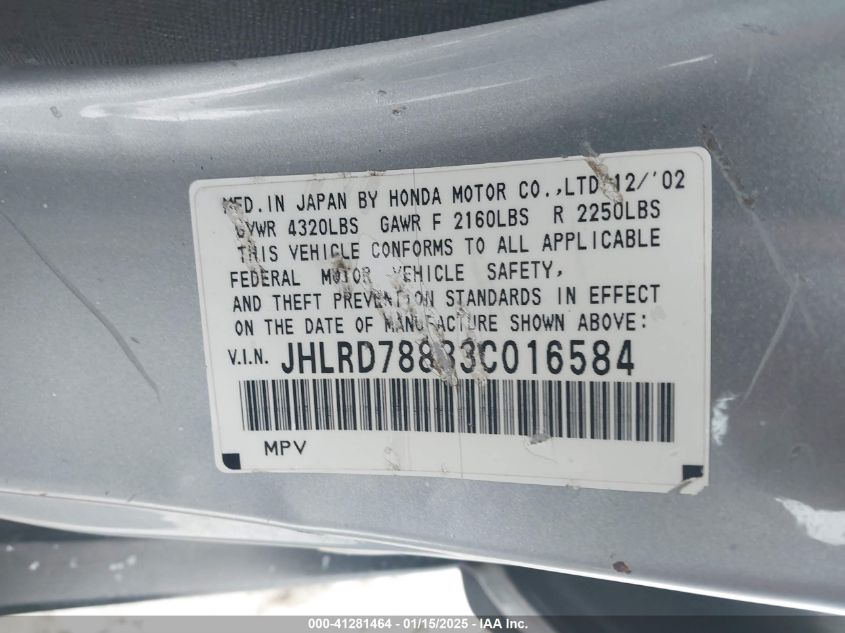 MFD.IN JAPAN BY HONDA MOTOR CO.,LTD 12/'02
GVWR 4320LBS GAWR F 2160LBS R 2250LBS
THIS VEHICLE CONFORMS TO ALL APPLICABLE
FEDERAL MOTOR VEHICLE SAFETY,
AND THEFT PREVENTION STANDARDS IN EFFECT
ON THE DATE OF MANUFACTURE SHOWN ABOVE:
V.I.N. JHLRD78833C016584
MPV
000-41281464 - 01/15/2025 - IAA Inc.